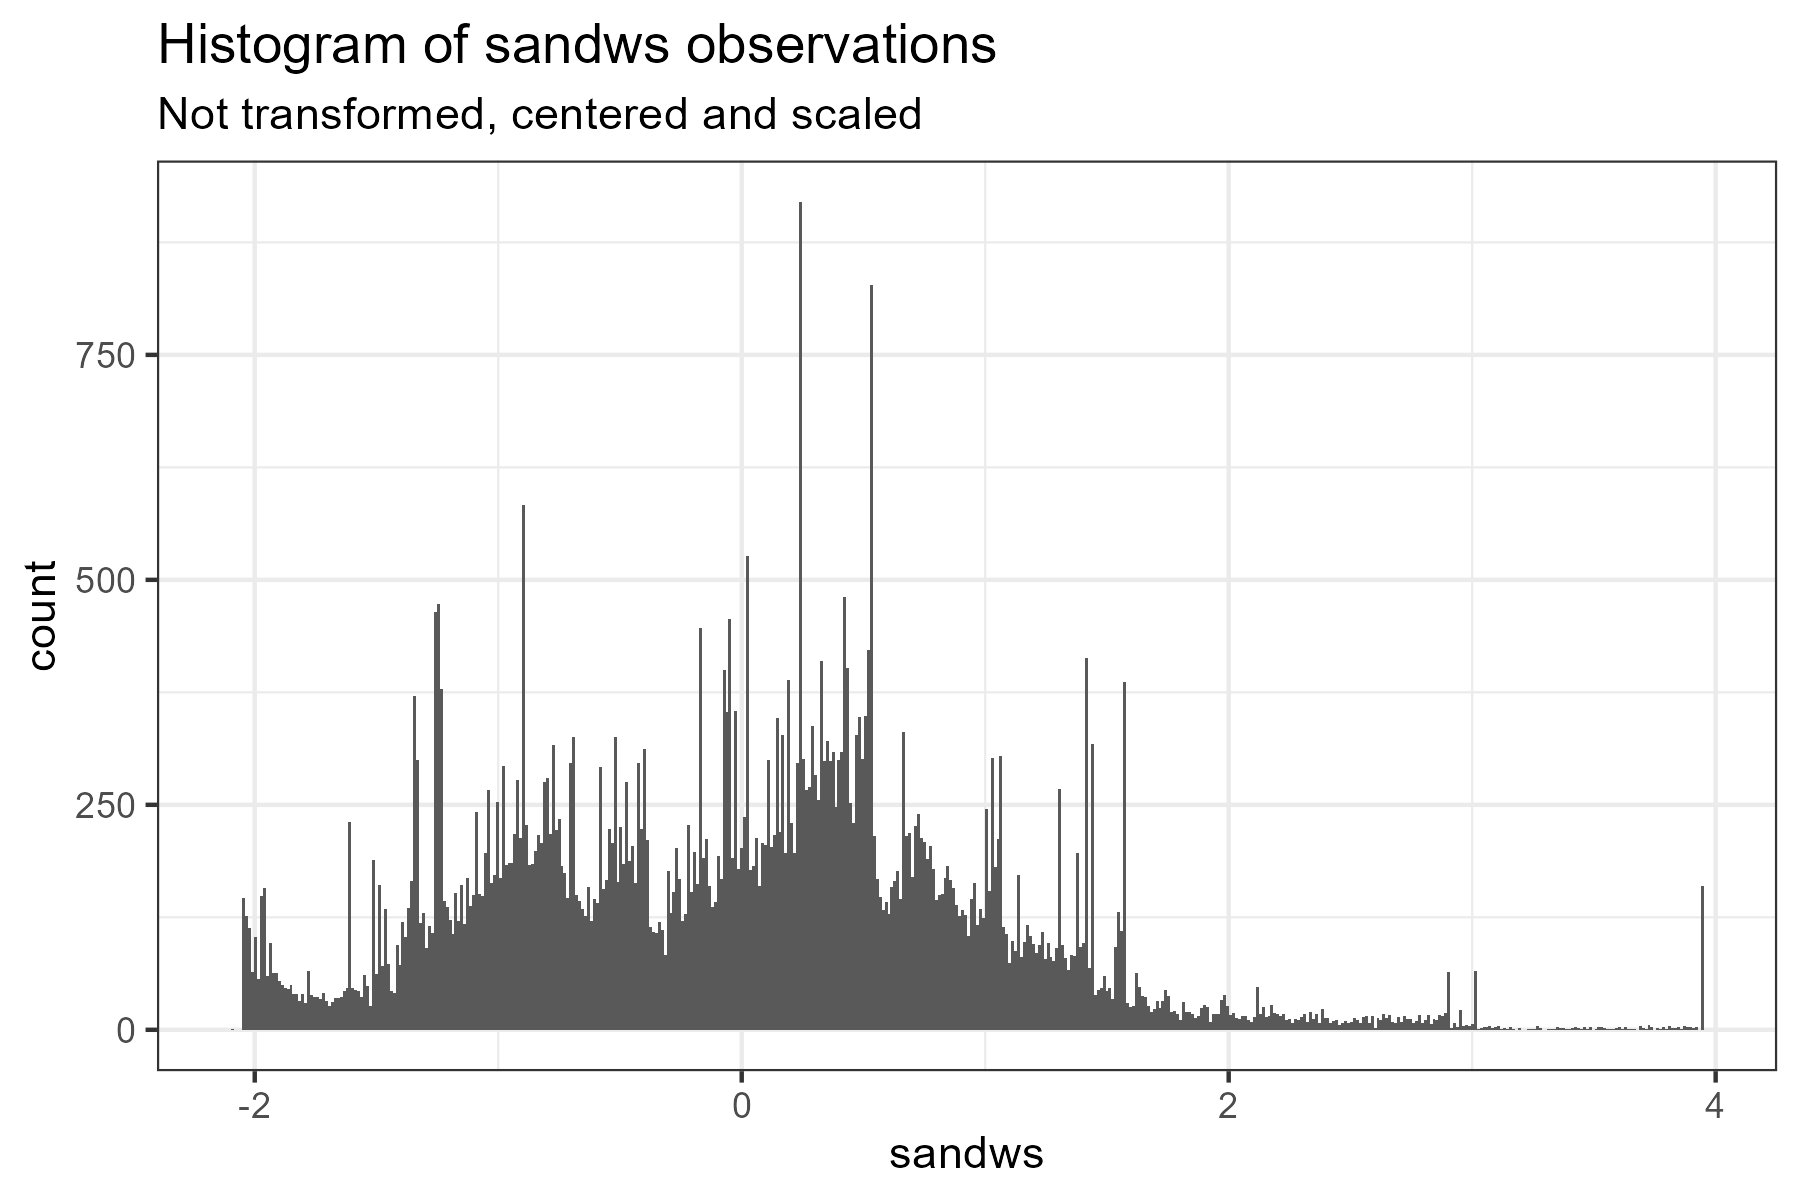 Histogram of sandws observations
Not transformed, centered and scaled
count
750
500
250
0
-2
0
2
4
sandws